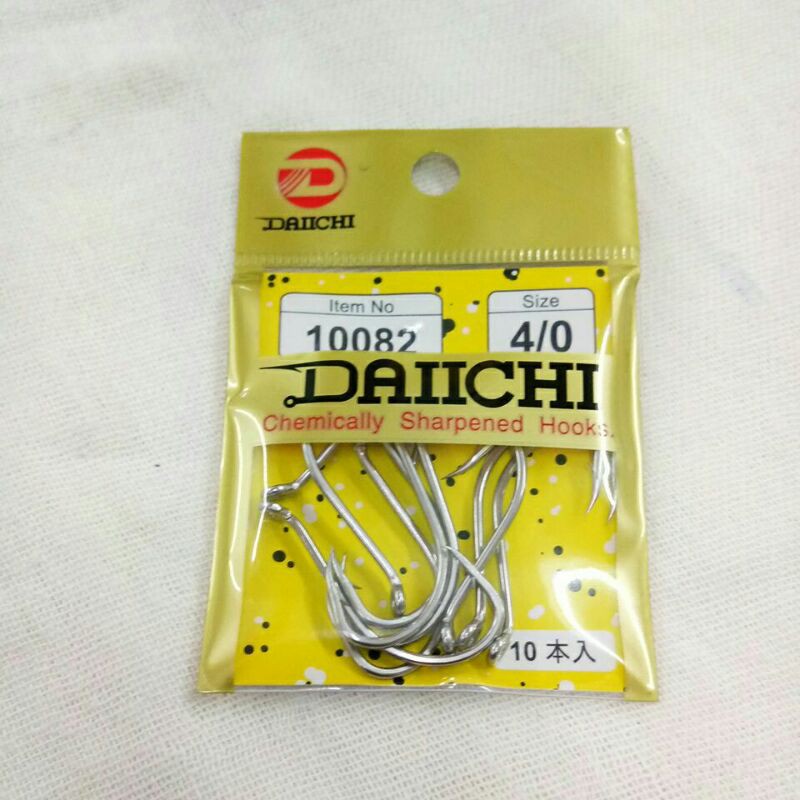 DAIICHI
Item No
10082
Size
4/0
DAIICHI
Chemically Sharpened Hooks.
10 本入